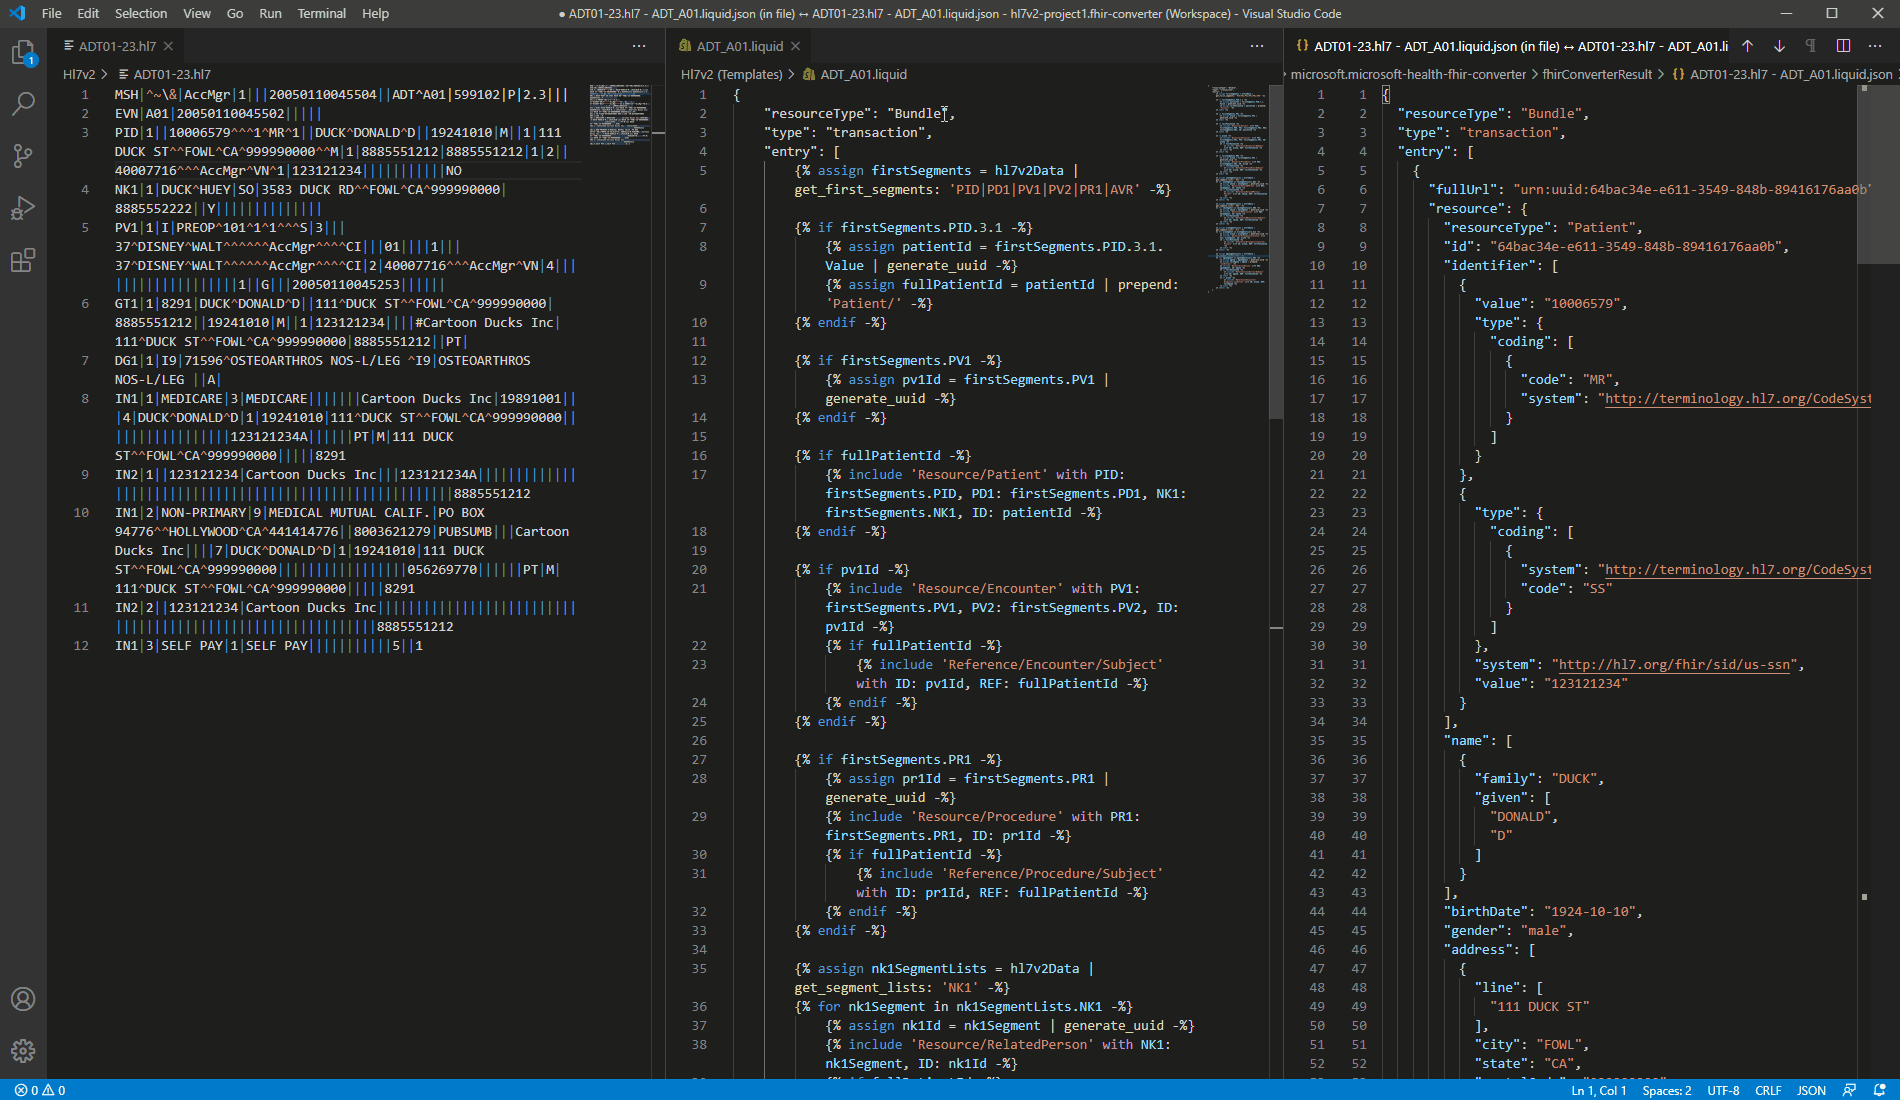 File Edit Selection View Go Run Terminal Help
● ADT01-23.hl7 - ADT_A01.liquid.json (in file) ↔ ADT01-23.hl7 - ADT_A01.liquid.json - hl7v2-project1.fhir-converter (Workspace) - Visual Studio Code
1
ADT01-23.hl7
Hl7v2 > ADT01-23.hl7
1 MSH|^~\&|AccMgr|1|||20050110045504||ADT^A01|599102|P|2.3|||
2 EVN|A01|20050110045502|||||
3 PID|1||10006579^^^1^MR^1||DUCK^DONALD^D||19241010|M||1|111
DUCK ST^^FOWL^CA^999990000^^M|1|8885551212|8885551212|1|2||
40007716^^^AccMgr^VN^1|123121234|||||||||||NO
4 NK1|1|DUCK^HUEY|SO|3583 DUCK RD^^FOWL^CA^999990000|
8885552222||Y||||||||||||||
5 PV1|1|I|PREOP^101^1^1^^^S|3|||
37^DISNEY^WALT^^^^^^AccMgr^^^^CI|||01||||1|||
37^DISNEY^WALT^^^^^^AccMgr^^^^CI|2|40007716^^^AccMgr^VN|4|||
||||||||||||||||1||G|||20050110045253||||||
6 GT1|1|8291|DUCK^DONALD^D||111^DUCK ST^^FOWL^CA^999990000|
8885551212||19241010|M||1|123121234||||#Cartoon Ducks Inc|
111^DUCK ST^^FOWL^CA^999990000|8885551212||PT|
7 DG1|1|I9|71596^OSTEOARTHROS NOS-L/LEG ^I9|OSTEOARTHROS
NOS-L/LEG ||A|
8 IN1|1|MEDICARE|3|MEDICARE|||||||Cartoon Ducks Inc|19891001||
|4|DUCK^DONALD^D|1|19241010|111^DUCK ST^^FOWL^CA^999990000||
|||||||||||||||123121234A||||||PT|M|111 DUCK
ST^^FOWL^CA^999990000|||||8291
9 IN2|1||123121234|Cartoon Ducks Inc|||123121234A|||||||||||||
||||||||||||||||||||||||||||||||||||||||||||8885551212
10 IN1|2|NON-PRIMARY|9|MEDICAL MUTUAL CALIF.|PO BOX
94776^^HOLLYWOOD^CA^441414776||8003621279|PUBSUMB|||Cartoon
Ducks Inc||||7|DUCK^DONALD^D|1|19241010|111 DUCK
ST^^FOWL^CA^999990000|||||||||||||||||056269770||||||PT|M|
111^DUCK ST^^FOWL^CA^999990000|||||8291
11 IN2|2||123121234|Cartoon Ducks Inc||||||||||||||||||||||||||
||||||||||||||||||||||||||||||||||8885551212
12 IN1|3|SELF PAY|1|SELF PAY|||||||||||5||1
ADT_A01.liquid
Hl7v2 (Templates) > ADT_A01.liquid
1 {
2 "resourceType": "Bundle",
3 "type": "transaction",
4 "entry": [
5 {% assign firstSegments = hl7v2Data |
get_first_segments: 'PID|PD1|PV1|PV2|PR1|AVR' -%}
6
7 {% if firstSegments.PID.3.1 -%}
8 {% assign patientId = firstSegments.PID.3.1.
Value | generate_uuid -%}
9 {% assign fullPatientId = patientId | prepend:
'Patient/' -%}
10 {% endif -%}
11
12 {% if firstSegments.PV1 -%}
13 {% assign pv1Id = firstSegments.PV1 |
generate_uuid -%}
14 {% endif -%}
15
16 {% if fullPatientId -%}
17 {% include 'Resource/Patient' with PID:
firstSegments.PID, PD1: firstSegments.PD1, NK1:
firstSegments.NK1, ID: patientId -%}
18 {% endif -%}
19
20 {% if pv1Id -%}
21 {% include 'Resource/Encounter' with PV1:
firstSegments.PV1, PV2: firstSegments.PV2, ID:
pv1Id -%}
22 {% if fullPatientId -%}
23 {% include 'Reference/Encounter/Subject'
with ID: pv1Id, REF: fullPatientId -%}
24 {% endif -%}
25 {% endif -%}
26
27 {% if firstSegments.PR1 -%}
28 {% assign pr1Id = firstSegments.PR1 |
generate_uuid -%}
29 {% include 'Resource/Procedure' with PR1:
firstSegments.PR1, ID: pr1Id -%}
30 {% if fullPatientId -%}
31 {% include 'Reference/Procedure/Subject'
with ID: pr1Id, REF: fullPatientId -%}
32 {% endif -%}
33 {% endif -%}
34
35 {% assign nk1SegmentLists = hl7v2Data |
get_segment_lists: 'NK1' -%}
36 {% for nk1Segment in nk1SegmentLists.NK1 -%}
37 {% assign nk1Id = nk1Segment | generate_uuid -%}
38 {% include 'Resource/RelatedPerson' with NK1:
nk1Segment, ID: nk1Id -%}
{} ADT01-23.hl7 - ADT_A01.liquid.json (in file) ↔ ADT01-23.hl7 - ADT_A01.li
microsoft.microsoft-health-fhir-converter > fhirConverterResult > {} ADT01-23.hl7 - ADT_A01.liquid.json
1 1 {
2 2 "resourceType": "Bundle",
3 3 "type": "transaction",
4 4 "entry": [
5 5 {
6 6 "fullUrl": "urn:uuid:64bac34e-e611-3549-848b-89416176aa0b"
7 7 "resource": {
8 8 "resourceType": "Patient",
9 9 "id": "64bac34e-e611-3549-848b-89416176aa0b",
10 10 "identifier": [
11 11 {
12 12 "value": "10006579",
13 13 "type": {
14 14 "coding": [
15 15 {
16 16 "code": "MR",
17 17 "system": "http://terminology.hl7.org/CodeSyst
18 18 }
19 19 ]
20 20 }
21 21 },
22 22 {
23 23 "type": {
24 24 "coding": [
25 25 {
26 26 "system": "http://terminology.hl7.org/CodeSyst
27 27 "code": "SS"
28 28 }
29 29 ]
30 30 },
31 31 "system": "http://hl7.org/fhir/sid/us-ssn",
32 32 "value": "123121234"
33 33 }
34 34 ],
35 35 "name": [
36 36 {
37 37 "family": "DUCK",
38 38 "given": [
39 39 "DONALD",
40 40 "D"
41 41 ]
42 42 }
43 43 ],
44 44 "birthDate": "1924-10-10",
45 45 "gender": "male",
46 46 "address": [
47 47 {
48 48 "line": [
49 49 "111 DUCK ST"
50 50 ],
51 51 "city": "FOWL",
52 52 "state": "CA",
0 0
Ln 1, Col 1 Spaces: 2 UTF-8 CRLF JSON